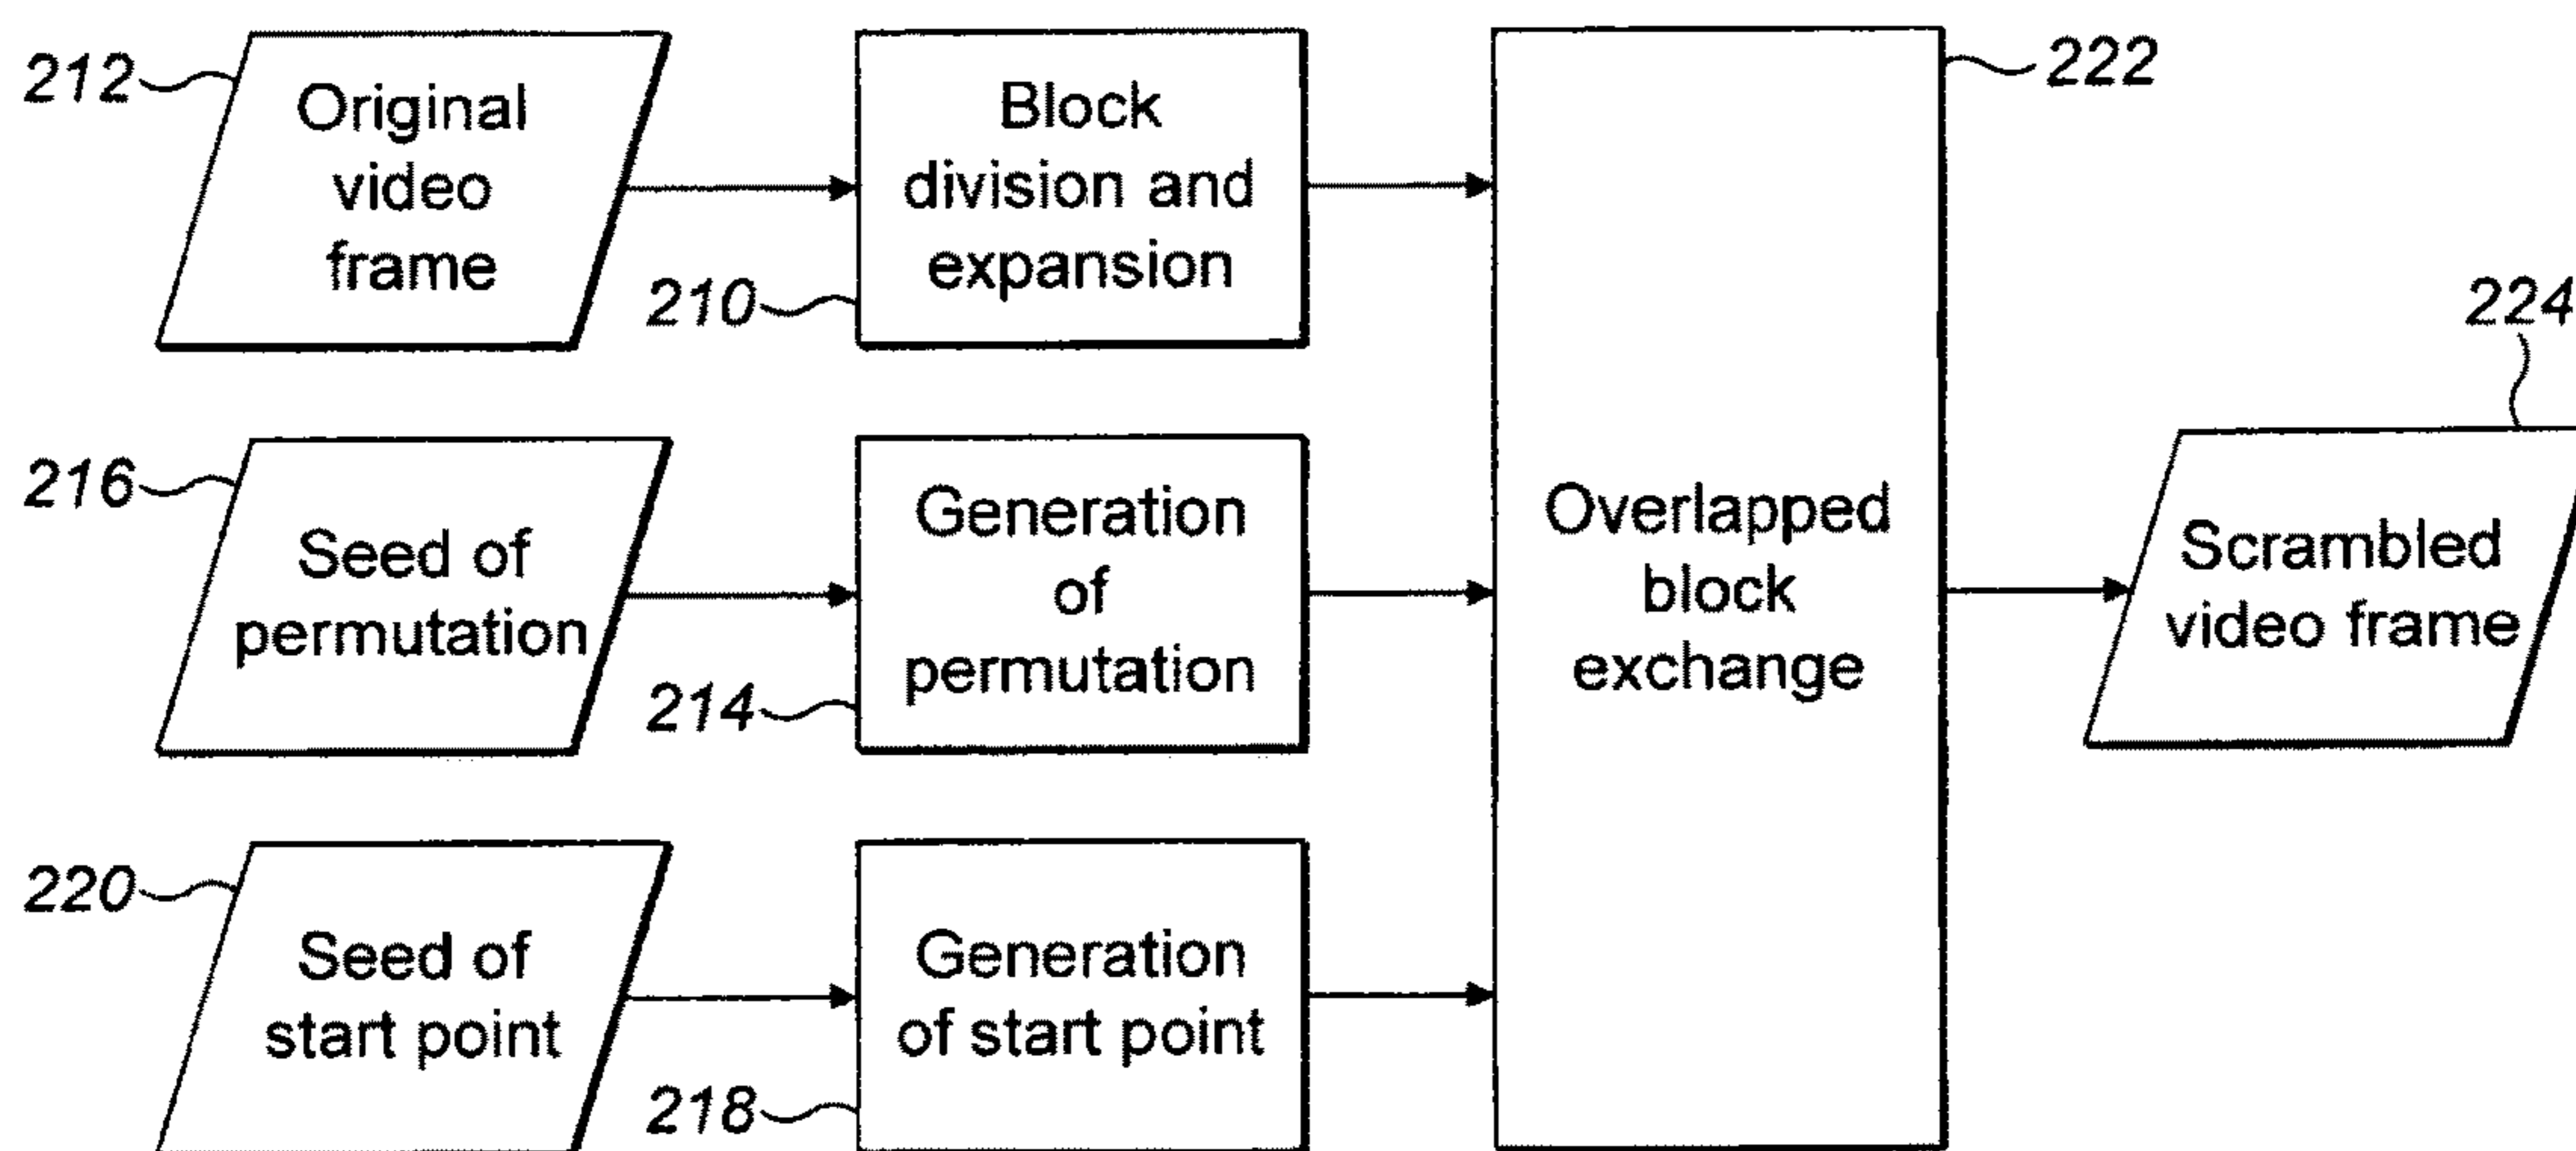 212
Original
video
frame
210
Block
division and
expansion
222
216
Seed of
permutation
214
Generation
of
permutation
Overlapped
block
exchange
224
Scrambled
video frame
220
Seed of
start point
218
Generation
of start point